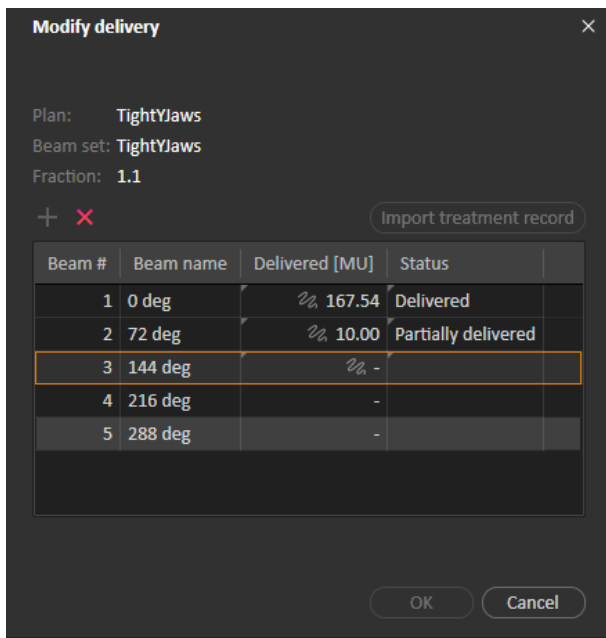 Modify delivery
Plan: TightYJaws
Beam set: TightYJaws
Fraction: 1.1
Import treatment record
Beam # Beam name Delivered [MU] Status
1 0 deg 167.54 Delivered
2 72 deg 10.00 Partially delivered
3 144 deg -
4 216 deg -
5 288 deg -
OK Cancel